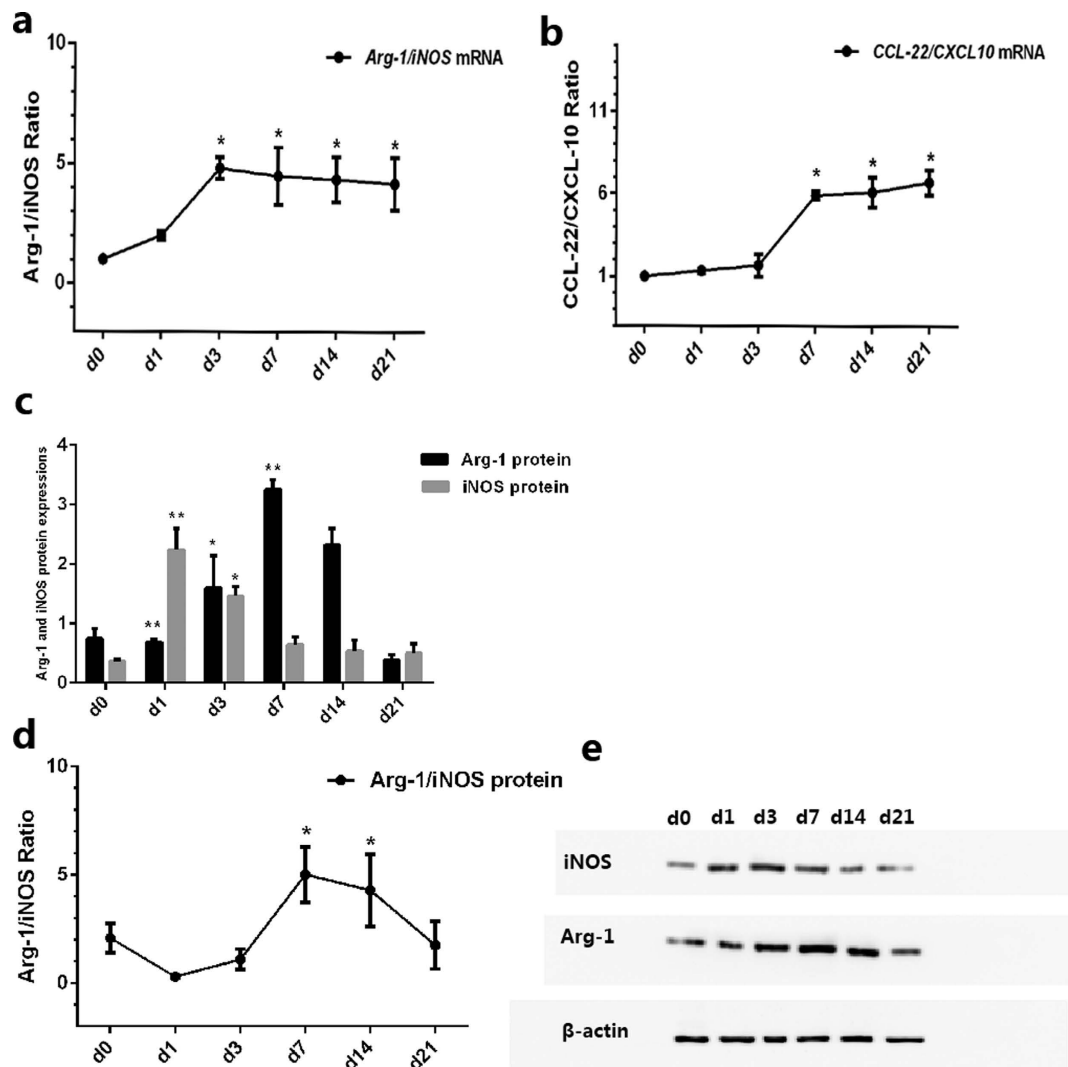 a
10
Arg-1/iNOS mRNA
Arg-1/iNOS Ratio
* * * *
5
0
d0 d1 d3 d7 d14 d21
b
CCL-22/CXCL10 mRNA
CCL-22/CXCL-10 Ratio
11
* * *
6
1
d0 d1 d3 d7 d14 d21
c
4
Arg-1 protein
iNOS protein
Arg-1 and iNOS protein expressions
**
3
**
2
* *
1
**
0
d0 d1 d3 d7 d14 d21
d
10
Arg-1/iNOS protein
Arg-1/iNOS Ratio
* *
5
0
d0 d1 d3 d7 d14 d21
e
d0 d1 d3 d7 d14 d21
iNOS
Arg-1
β-actin